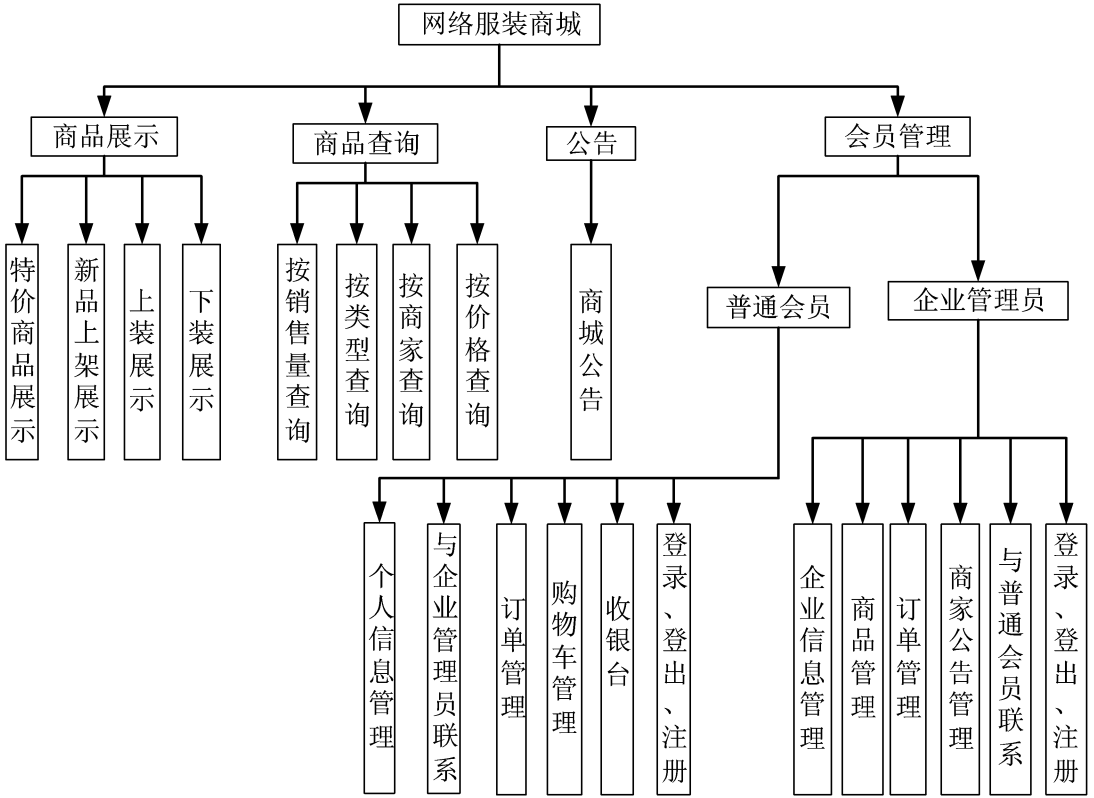 网络服装商城
商品展示
商品查询
公告
会员管理
特价商品展示
新品上架展示
上装展示
下装展示
按销售量查询
按类型查询
按商家查询
按价格查询
商城公告
普通会员
企业管理员
个人信息管理
与企业管理员联系
订单管理
购物车管理
收银台
登录、登出、注册
企业信息管理
商品管理
订单管理
商家公告管理
与普通会员联系
登录、登出、注册